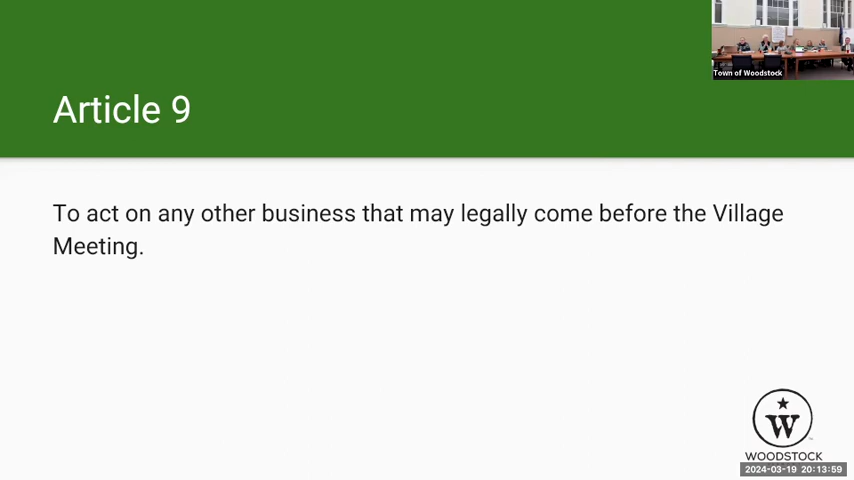 Town of Woodstock
Article 9
To act on any other business that may legally come before the Village
Meeting.
W
WOODSTOCK
2024-03-19 20:13:59